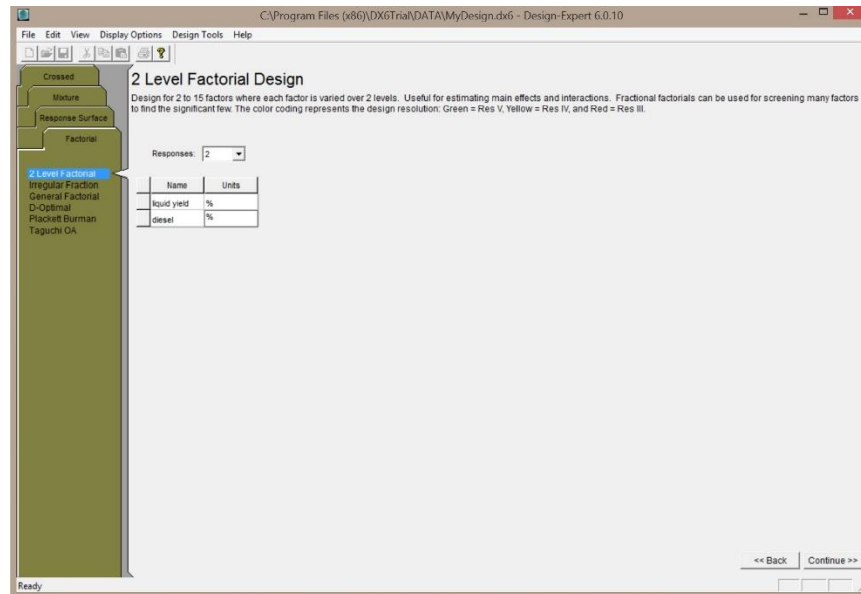 C:\Program Files (x86)\DX6Trial\DATA\MyDesign.dx6 - Design-Expert 6.0.10
File Edit View Display Options Design Tools Help
Crossed
Mixture
Response Surface
Factorial
2 Level Factorial
Irregular Fraction
General Factorial
D-Optimal
Plackett Burman
Taguchi OA
2 Level Factorial Design
Design for 2 to 15 factors where each factor is varied over 2 levels. Useful for estimating main effects and interactions. Fractional factorials can be used for screening many factors
to find the significant few. The color coding represents the design resolution: Green = Res V, Yellow = Res IV, and Red = Res III.
Responses: 2
Name Units
liquid yield %
diesel %
<< Back Continue >>
Ready